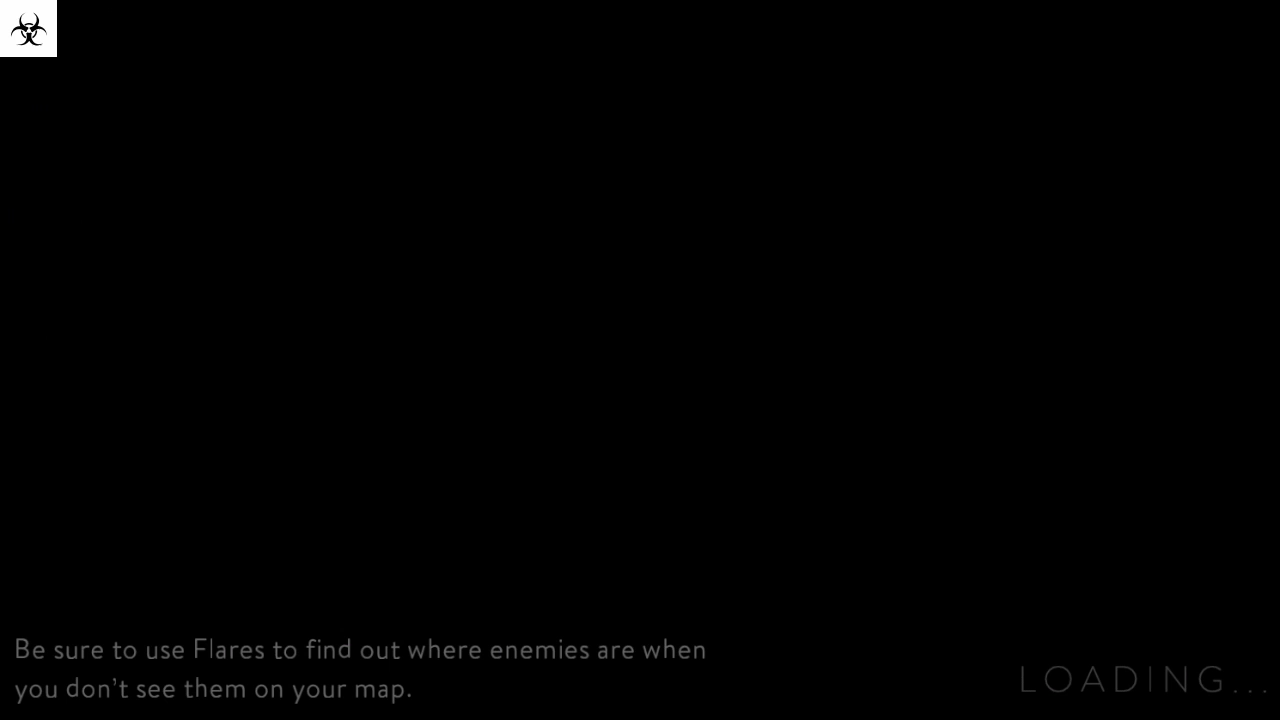 Be sure to use Flares to find out where enemies are when
you don’t see them on your map.
LOADING...